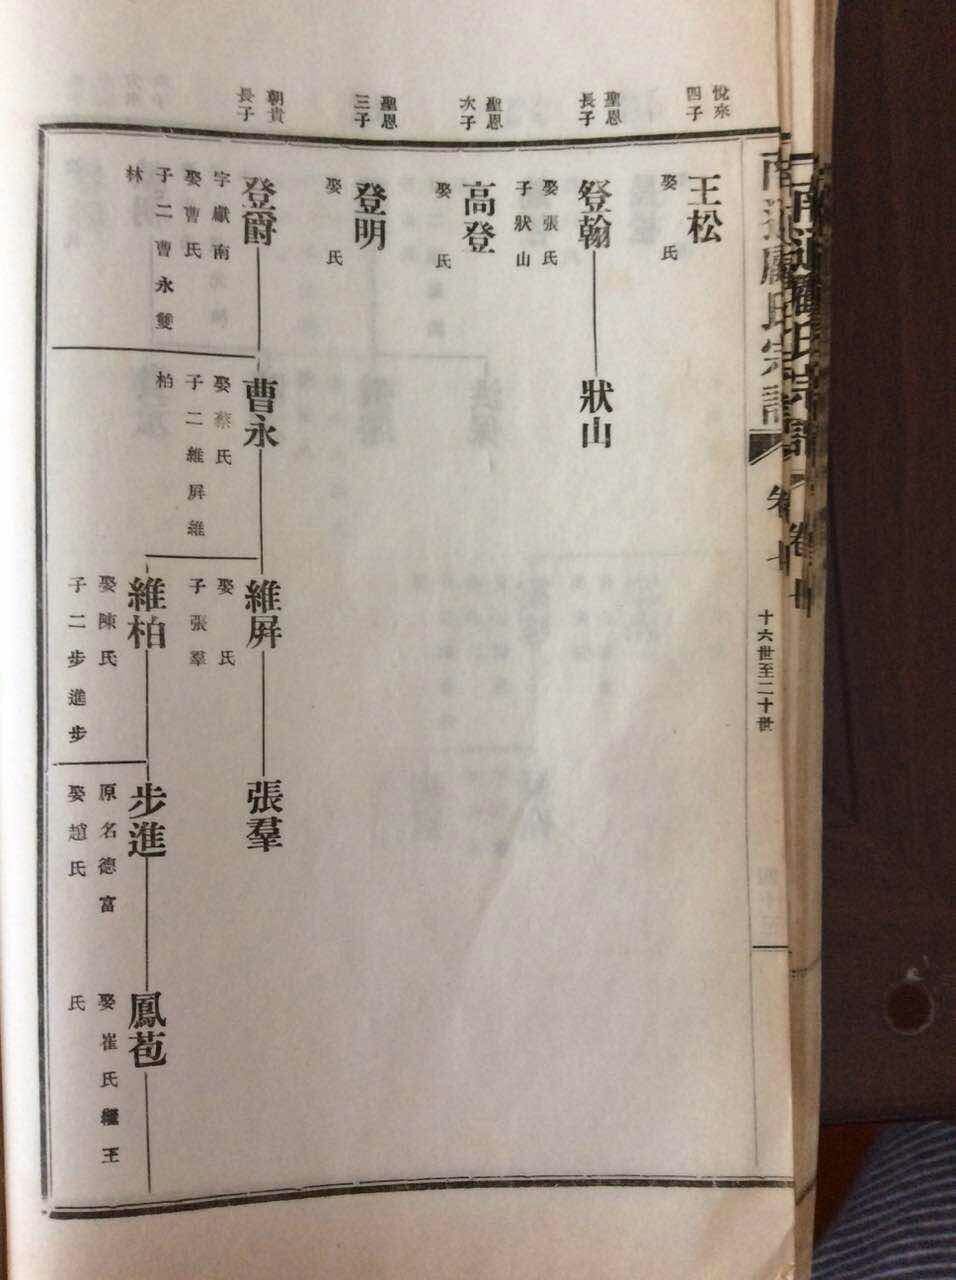 十六世至二十世
悅來
四子
王松
娶　氏
聖恩
長子
登翰
娶張氏
子狀山
狀山
聖恩
次子
高登
娶　氏
聖恩
三子
登明
娶　氏
朝貴
長子
登爵
字獻南
娶曹氏
子二曹永雙
林
曹永
娶蔡氏
子二維屏維
柏
維屏
娶　氏
子張羣
張羣
維柏
娶陳氏
子二步進步
步進
原名德富
娶趙氏
鳳苞
娶崔氏繼王
氏